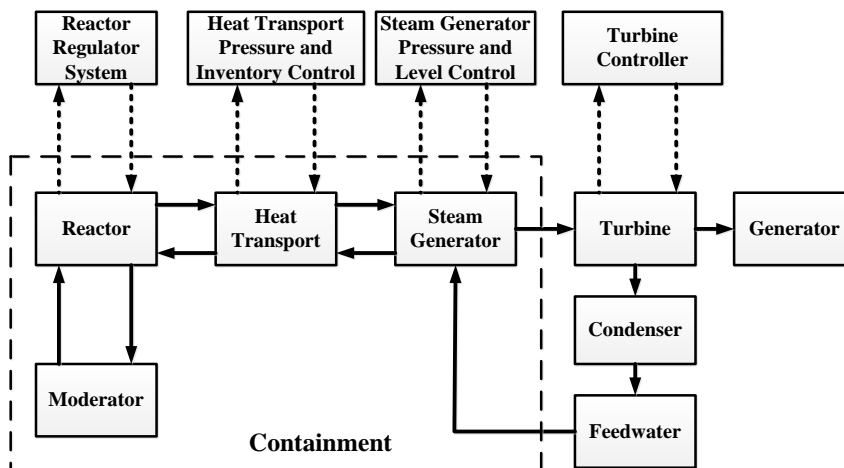 Reactor
Regulator
System
Heat Transport
Pressure and
Inventory Control
Steam Generator
Pressure and
Level Control
Turbine
Controller
Reactor
Heat
Transport
Steam
Generator
Turbine
Generator
Condenser
Moderator
Feedwater
Containment